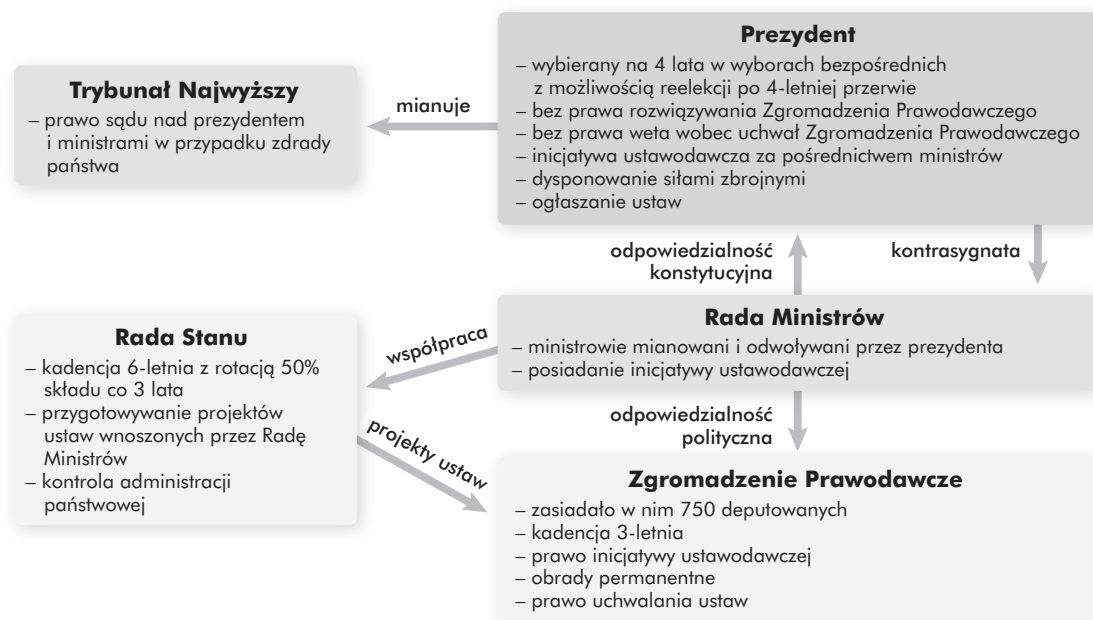 Prezydent
– wybierany na 4 lata w wyborach bezpośrednich
z możliwością reelekcji po 4-letniej przerwie
– bez prawa rozwiązywania Zgromadzenia Prawodawczego
– bez prawa weta wobec uchwał Zgromadzenia Prawodawczego
– inicjatywa ustawodawcza za pośrednictwem ministrów
– dysponowanie siłami zbrojnymi
– ogłaszanie ustaw
mianuje
Trybunał Najwyższy
– prawo sądu nad prezydentem
i ministrami w przypadku zdrady
państwa
odpowiedzialność
konstytucyjna
kontrasygnata
Rada Ministrów
– ministrowie mianowani i odwoływani przez prezydenta
– posiadanie inicjatywy ustawodawczej
współpraca
Rada Stanu
– kadencja 6-letnia z rotacją 50%
składu co 3 lata
– przygotowywanie projektów
ustaw wnoszonych przez Radę
Ministrów
– kontrola administracji
państwowej
odpowiedzialność
polityczna
projekty ustaw
Zgromadzenie Prawodawcze
– zasiadało w nim 750 deputowanych
– kadencja 3-letnia
– prawo inicjatywy ustawodawczej
– obrady permanentne
– prawo uchwalania ustaw